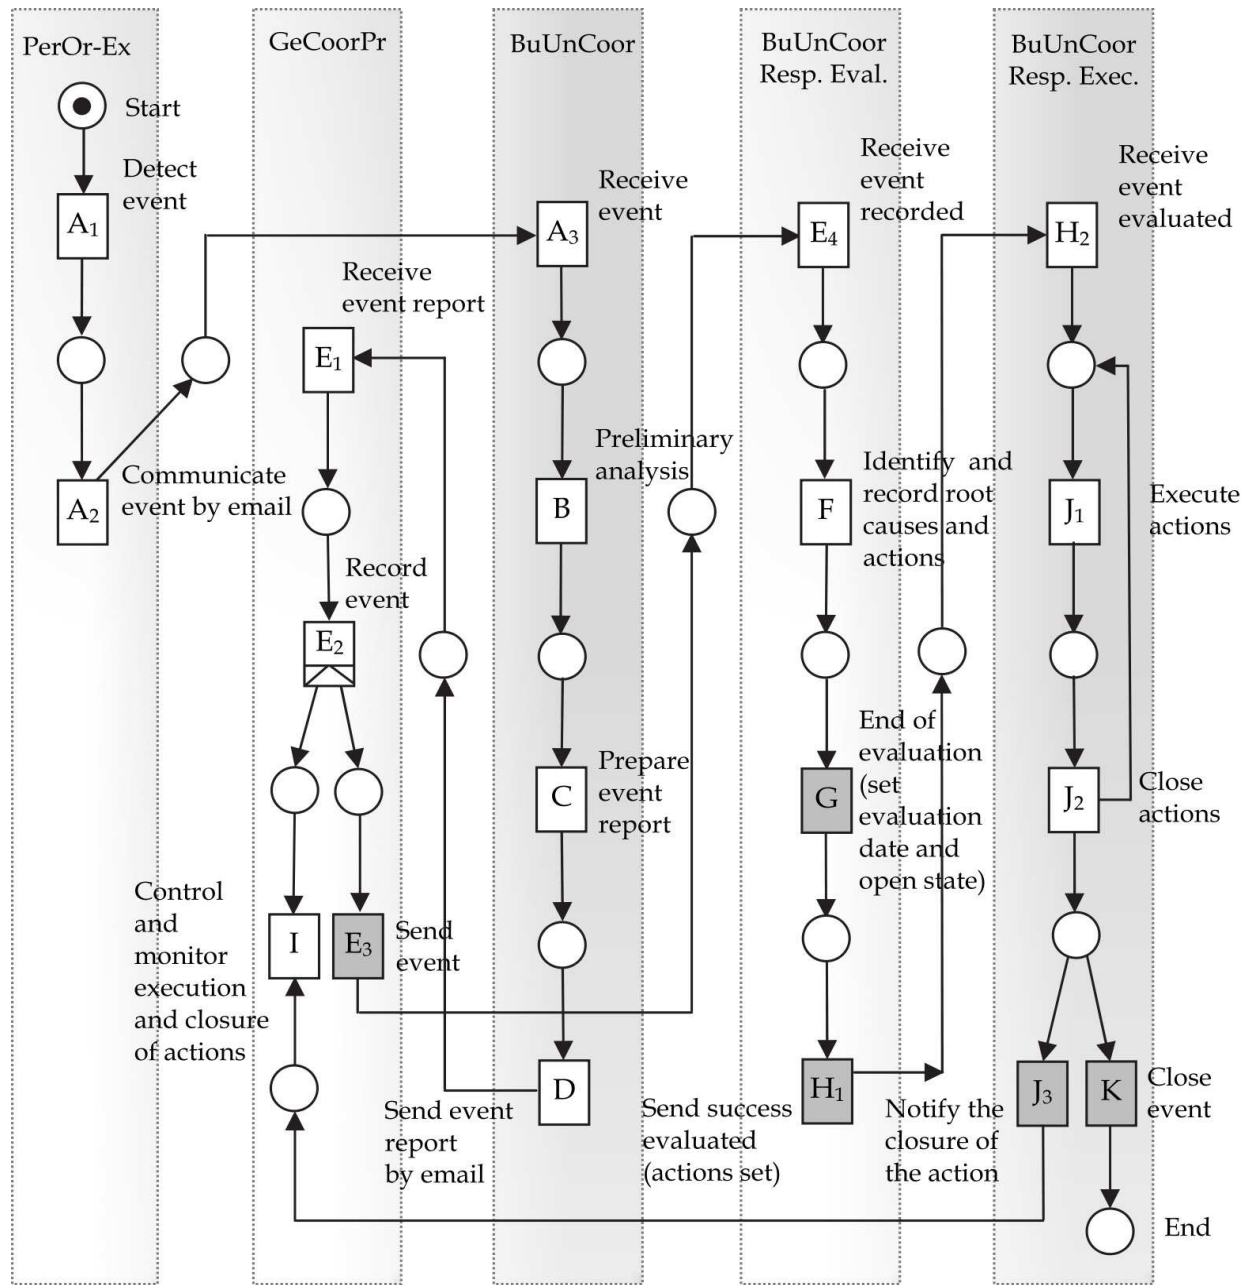 PerOr-Ex
GeCoorPr
BuUnCoor
BuUnCoor
Resp. Eval.
BuUnCoor
Resp. Exec.
Start
Detect
event
A1
Communicate
event by email
A2
Receive
event report
E1
Record
event
E2
Control
and
monitor
execution
and closure
of actions
I
E3
Send
event
Receive
event
A3
Preliminary
analysis
B
Prepare
event
report
C
D
Send event
report
by email
Receive
event
recorded
E4
Identify and
record root
causes and
actions
F
End of
evaluation
(set
evaluation
date and
open state)
G
H1
Send success
evaluated
(actions set)
Receive
event
evaluated
H2
Execute
actions
J1
Close
actions
J2
Notify the
closure of
the action
J3
K
Close
event
End